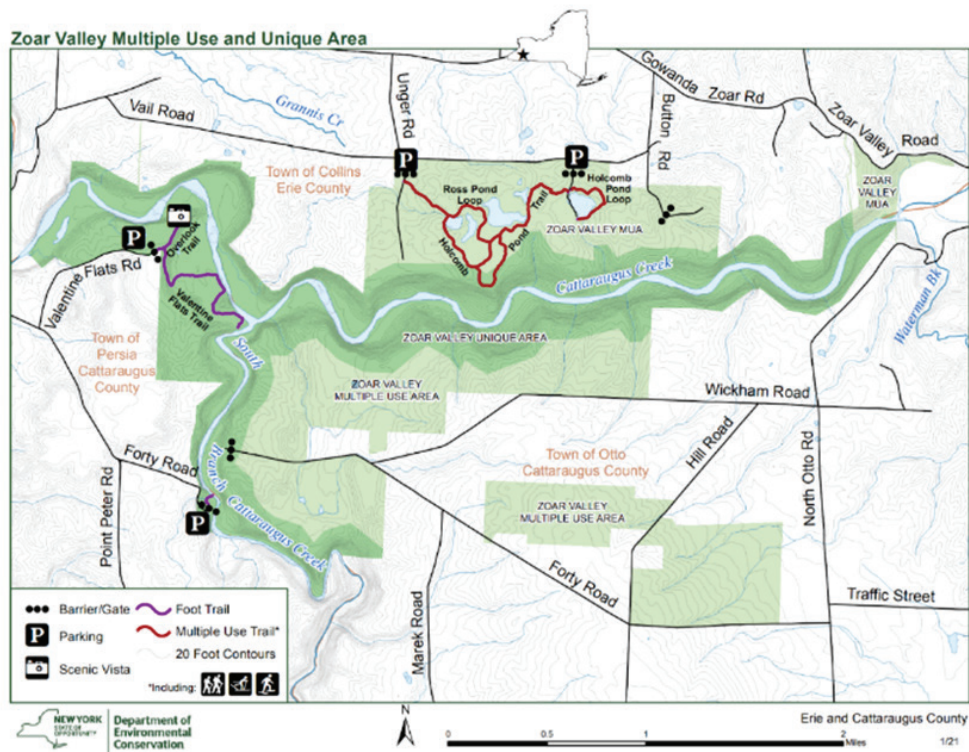 Zoar Valley Multiple Use and Unique Area
Gowanda
Zoar Rd
Zoar Valley
Road
Vail Road
Grannis Cr
Unger Rd
Button Rd
P
P
Town of Collins
Erie County
Ross Pond
Loop
Holcomb
Pond
Trail
Holcomb
Pond
Loop
ZOAR VALLEY MUA
ZOAR
VALLEY
MUA
P
Overlook
Trail
Valentine Flats Rd
Valentine
Flats Trail
Cattaraugus Creek
Waterman Bk
ZOAR VALLEY UNIQUE AREA
Town of
Persia
Cattaraugus
County
South
Branch
Cattaraugus Creek
ZOAR VALLEY
MULTIPLE USE AREA
Wickham Road
Forty Road
Point Peter Rd
P
Town of Otto
Cattaraugus County
Hill Road
North Otto Rd
ZOAR VALLEY
MULTIPLE USE AREA
Forty Road
Marek Road
Traffic Street
Barrier/Gate
Foot Trail
P Parking
Multiple Use Trail*
Scenic Vista
20 Foot Contours
*Including:
NEW YORK
STATE OF
OPPORTUNITY
Department of
Environmental
Conservation
N
0 0.5 1 2
Miles
Erie and Cattaraugus County
1/21